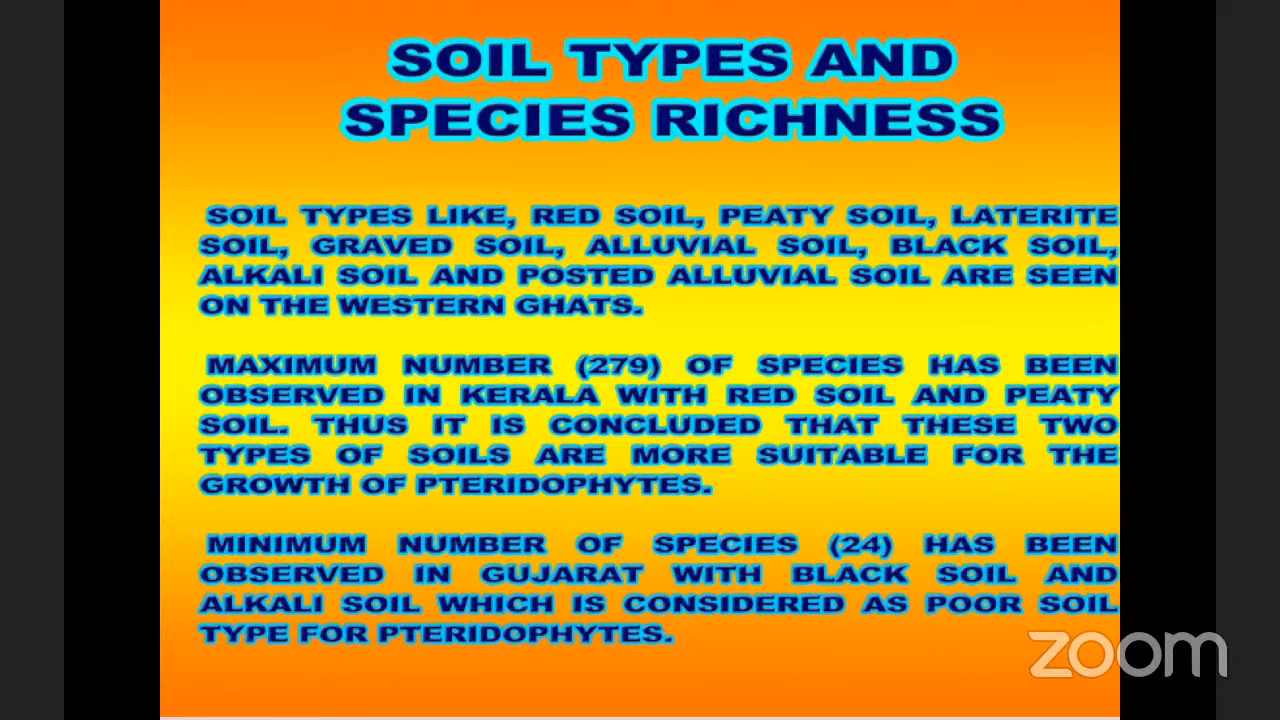 SOIL TYPES AND
SPECIES RICHNESS
SOIL TYPES LIKE, RED SOIL, PEATY SOIL, LATERITE
SOIL, GRAVED SOIL, ALLUVIAL SOIL, BLACK SOIL,
ALKALI SOIL AND POSTED ALLUVIAL SOIL ARE SEEN
ON THE WESTERN GHATS.
MAXIMUM NUMBER (279) OF SPECIES HAS BEEN
OBSERVED IN KERALA WITH RED SOIL AND PEATY
SOIL. THUS IT IS CONCLUDED THAT THESE TWO
TYPES OF SOILS ARE MORE SUITABLE FOR THE
GROWTH OF PTERIDOPHYTES.
MINIMUM NUMBER OF SPECIES (24) HAS BEEN
OBSERVED IN GUJARAT WITH BLACK SOIL AND
ALKALI SOIL WHICH IS CONSIDERED AS POOR SOIL
TYPE FOR PTERIDOPHYTES.
zoom